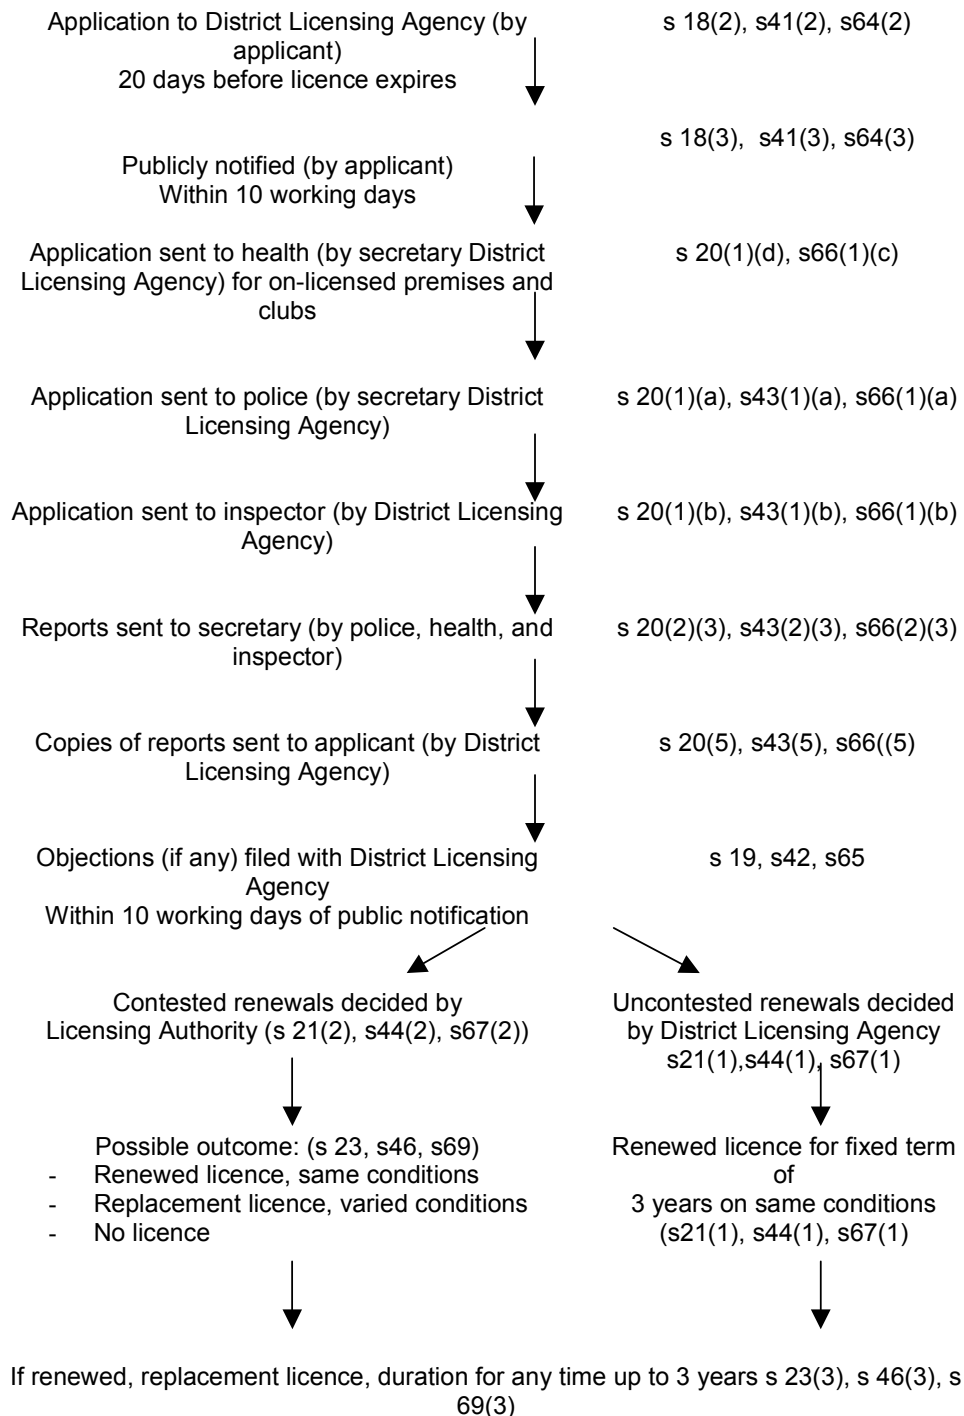 Application to District Licensing Agency (by
applicant)
20 days before licence expires
s 18(2), s41(2), s64(2)
s 18(3), s41(3), s64(3)
Publicly notified (by applicant)
Within 10 working days
Application sent to health (by secretary District
Licensing Agency) for on-licensed premises and
clubs
s 20(1)(d), s66(1)(c)
Application sent to police (by secretary District
Licensing Agency)
s 20(1)(a), s43(1)(a), s66(1)(a)
Application sent to inspector (by District Licensing
Agency)
s 20(1)(b), s43(1)(b), s66(1)(b)
Reports sent to secretary (by police, health, and
inspector)
s 20(2)(3), s43(2)(3), s66(2)(3)
Copies of reports sent to applicant (by District
Licensing Agency)
s 20(5), s43(5), s66((5)
Objections (if any) filed with District Licensing
Agency
Within 10 working days of public notification
s 19, s42, s65
Contested renewals decided by
Licensing Authority (s 21(2), s44(2), s67(2))
Uncontested renewals decided
by District Licensing Agency
s21(1),s44(1), s67(1)
Possible outcome: (s 23, s46, s69)
- Renewed licence, same conditions
- Replacement licence, varied conditions
- No licence
Renewed licence for fixed term
of
3 years on same conditions
(s21(1), s44(1), s67(1)
If renewed, replacement licence, duration for any time up to 3 years s 23(3), s 46(3), s
69(3)